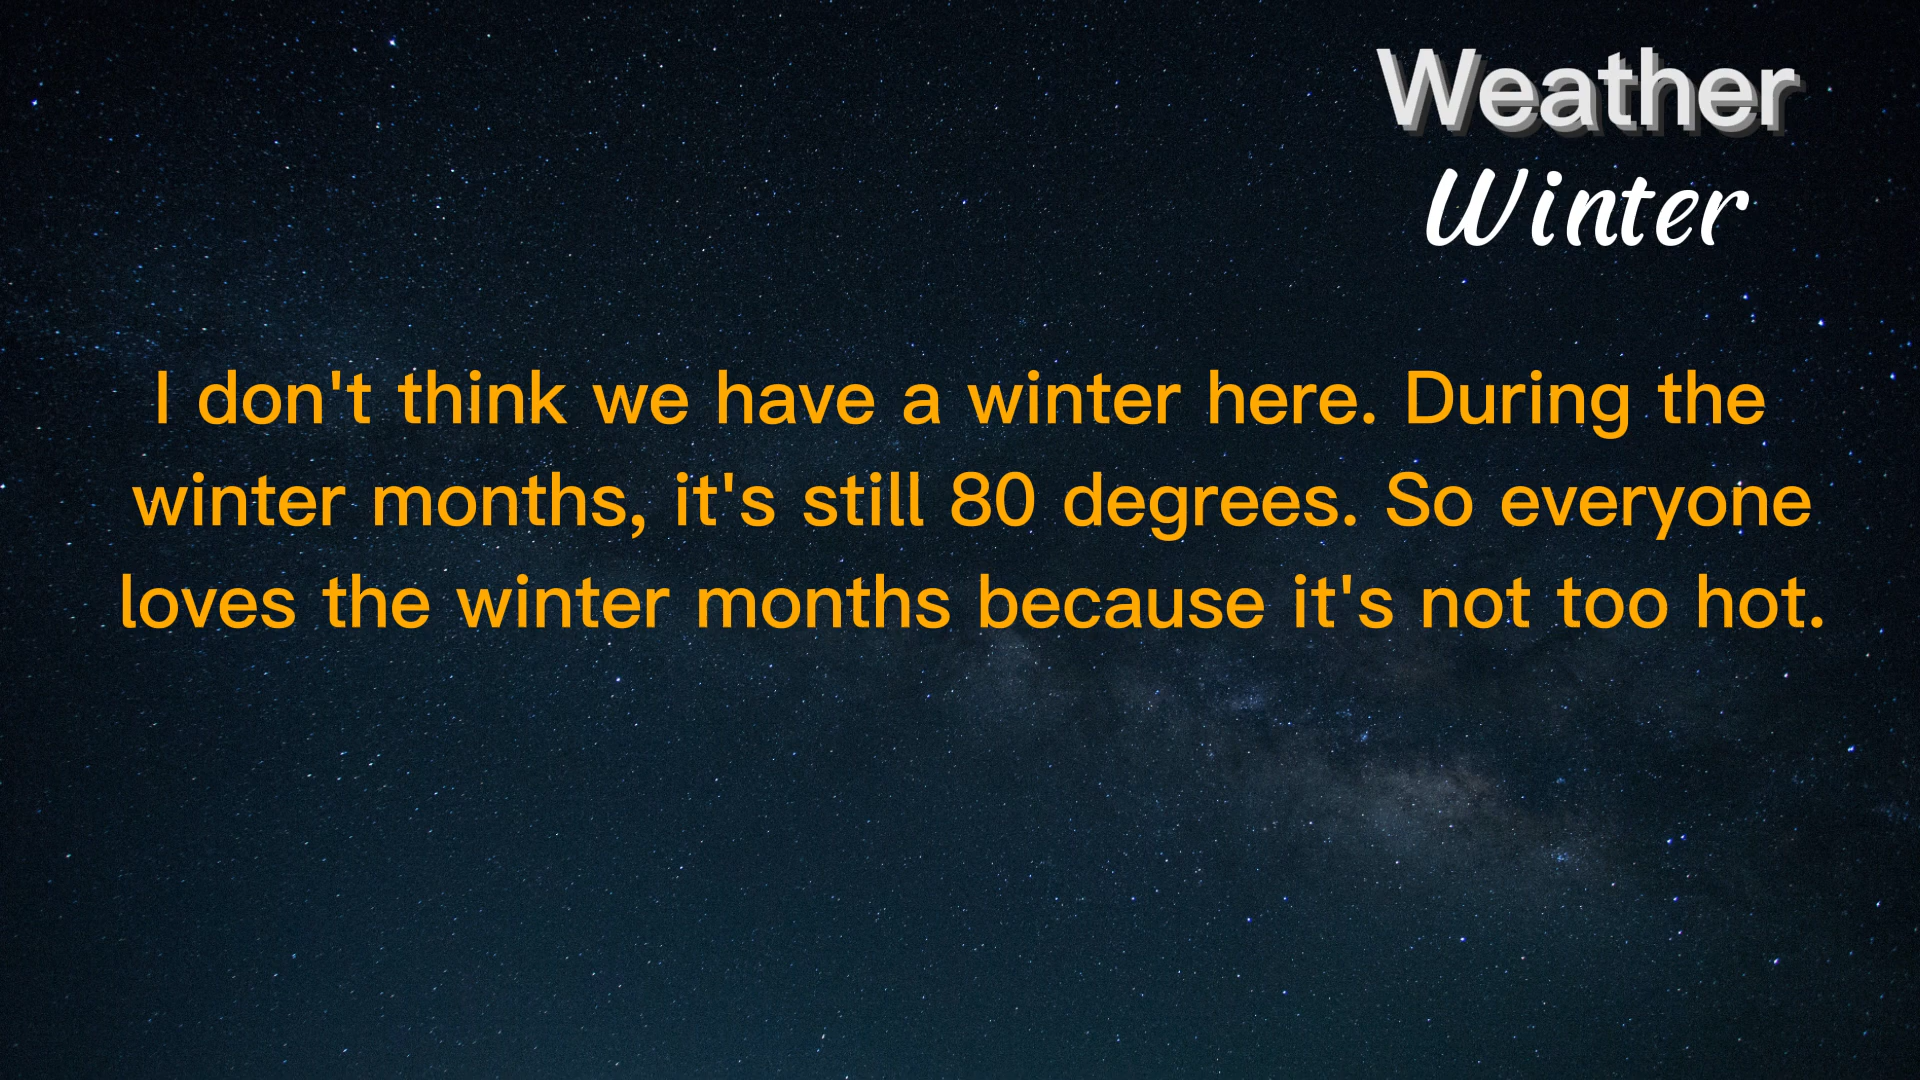 Weather
Winter
I don't think we have a winter here. During the
winter months, it's still 80 degrees. So everyone
loves the winter months because it's not too hot.